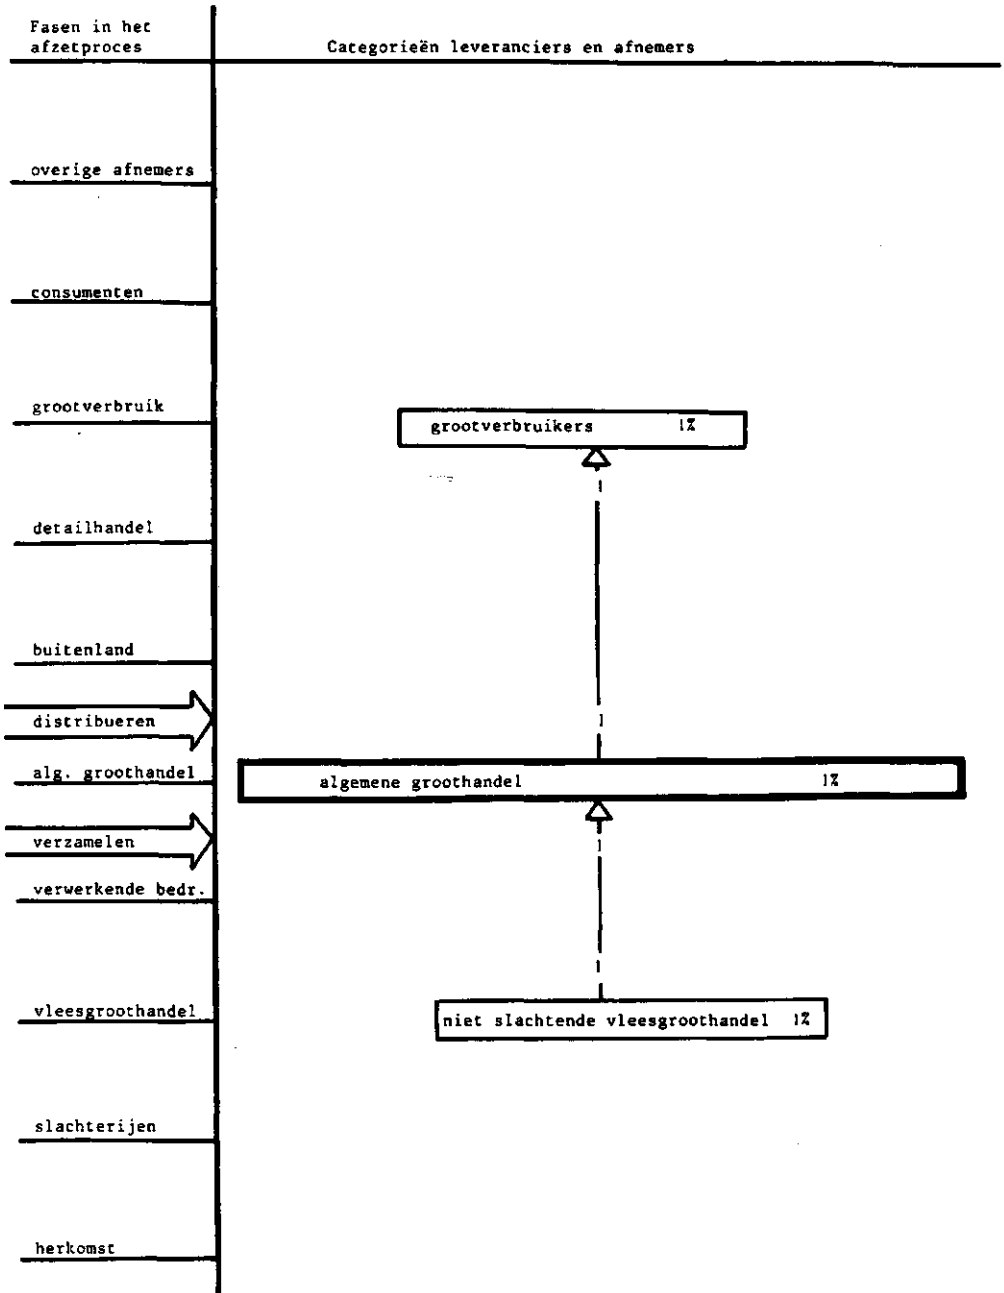 Fasen in het
afzetproces
Categorieën leveranciers en afnemers
overige afnemers
consumenten
grootverbruik
grootverbruikers 1%
detailhandel
buitenland
distribueren
alg. groothandel
algemene groothandel 1%
verzamelen
verwerkende bedr.
vleesgroothandel
niet slachtende vleesgroothandel 1%
slachterijen
herkomst